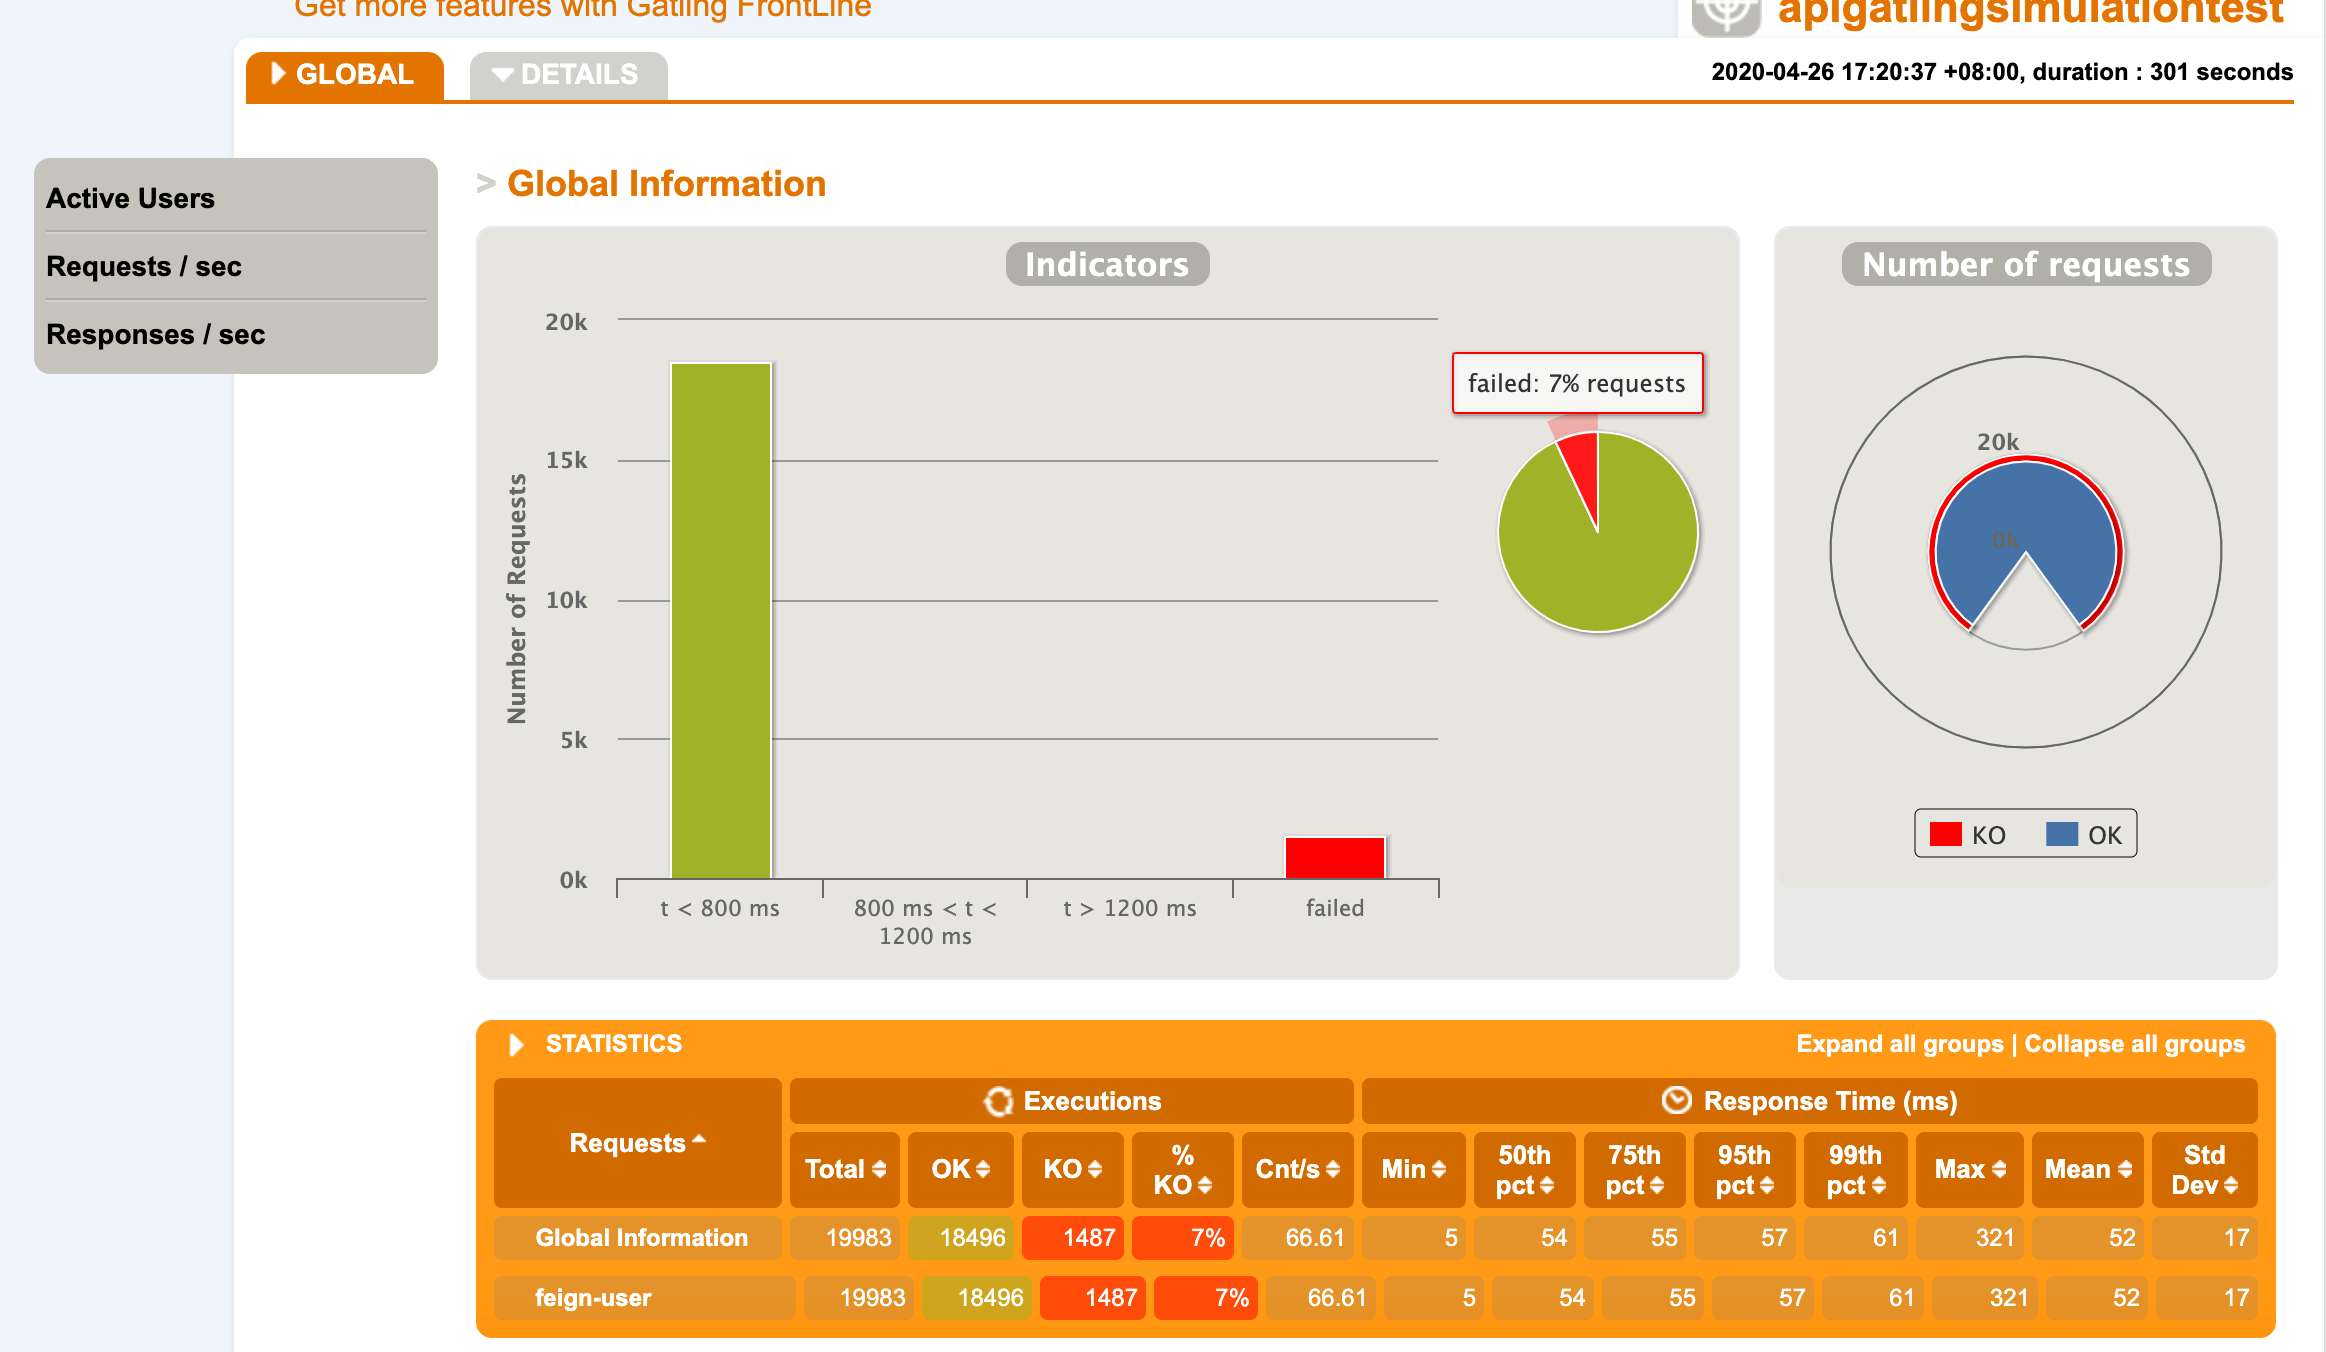 Get more features with Gatling FrontLine
apigatlingsimulationtest
GLOBAL
DETAILS
2020-04-26 17:20:37 +08:00, duration : 301 seconds
Active Users
Requests / sec
Responses / sec
> Global Information
Indicators
Number of Requests
20k
15k
10k
5k
0k
t < 800 ms
800 ms < t <
1200 ms
t > 1200 ms
failed
failed: 7% requests
Number of requests
20k
0k
KO
OK
STATISTICS
Expand all groups | Collapse all groups
Requests
Executions
Response Time (ms)
Total
OK
KO
%
KO
Cnt/s
Min
50th
pct
75th
pct
95th
pct
99th
pct
Max
Mean
Std
Dev
Global Information 19983 18496 1487 7% 66.61 5 54 55 57 61 321 52 17
feign-user 19983 18496 1487 7% 66.61 5 54 55 57 61 321 52 17